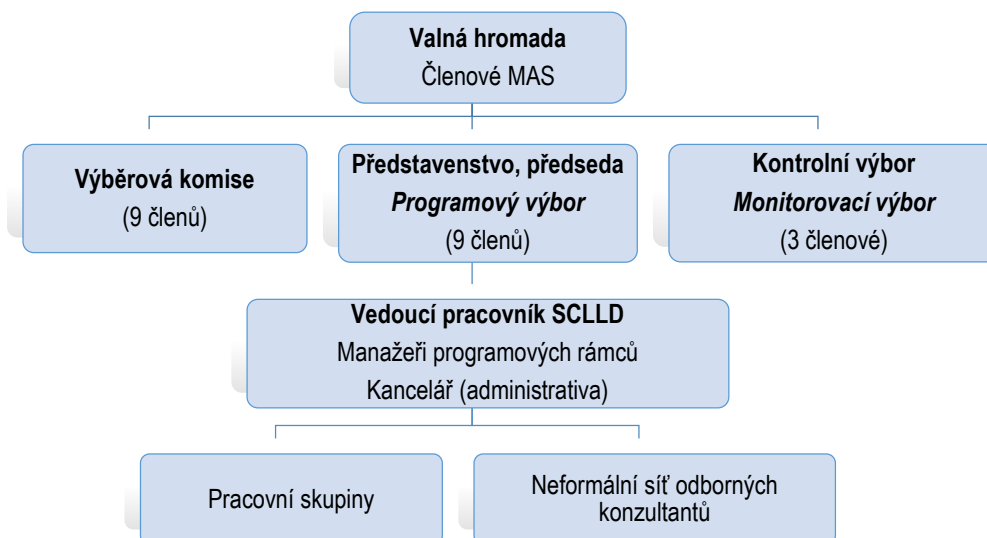 Valná hromada
Členové MAS
Výběrová komise
(9 členů)
Představenstvo, předseda
Programový výbor
(9 členů)
Kontrolní výbor
Monitorovací výbor
(3 členové)
Vedoucí pracovník SCLLD
Manažeři programových rámců
Kancelář (administrativa)
Pracovní skupiny
Neformální síť odborných
konzultantů